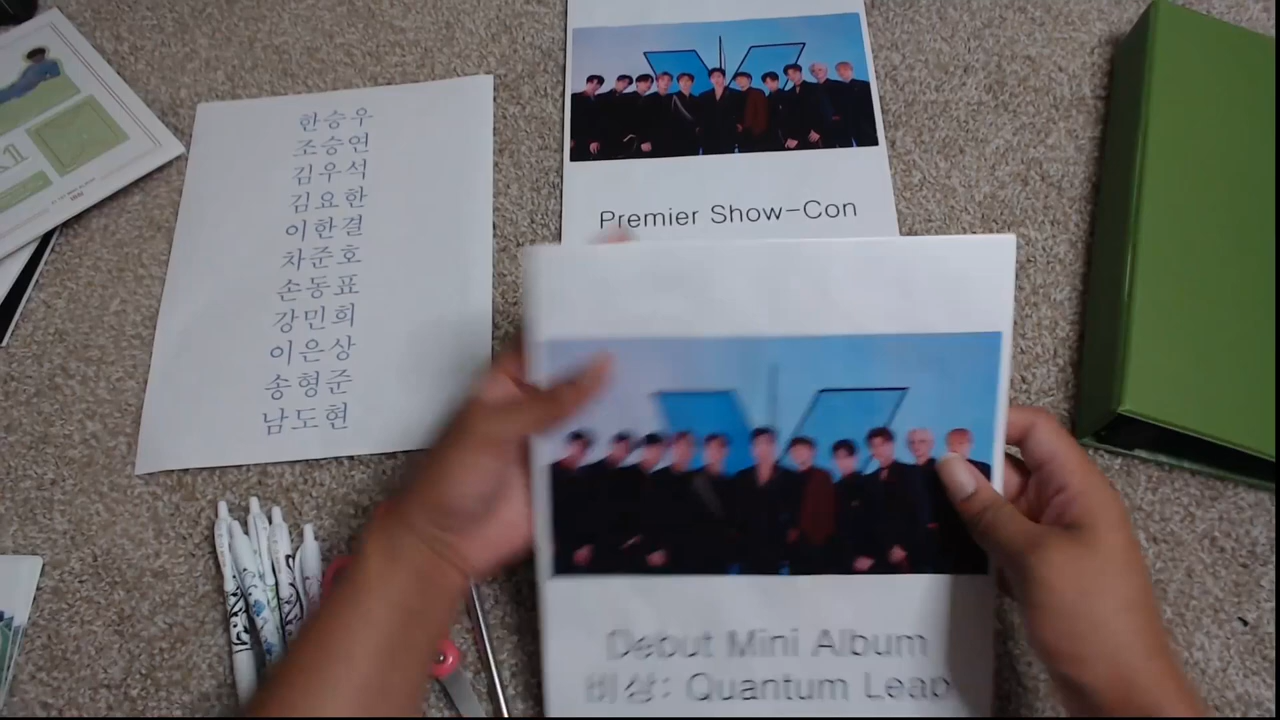 한승우
조승연
김우석
김요한
이한결
차준호
손동표
강민희
이은상
송형준
남도현
Premier Show-Con
Debut Mini Album
비상: Quantum Leap